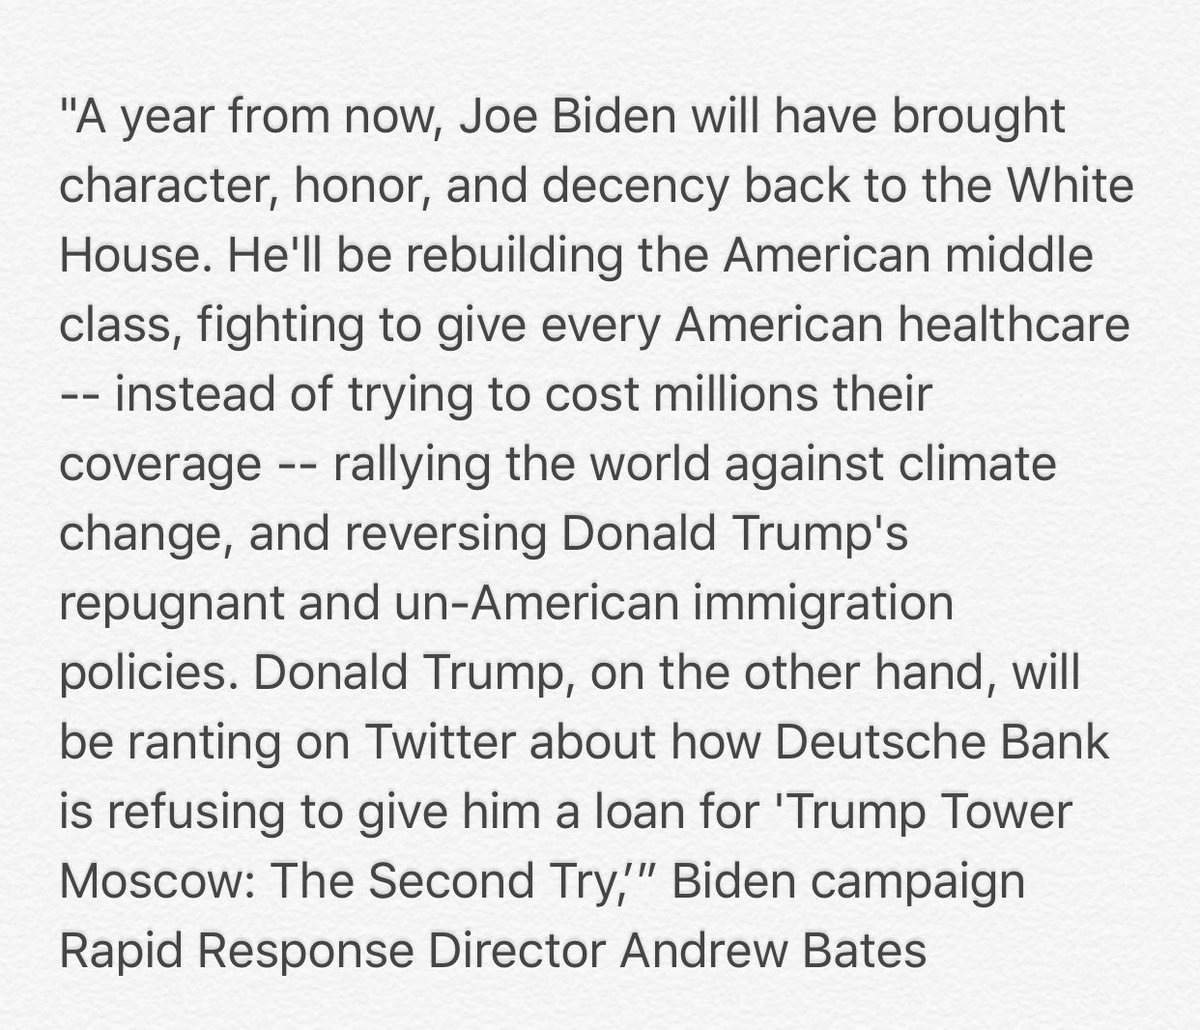 "A year from now, Joe Biden will have brought
character, honor, and decency back to the White
House. He'll be rebuilding the American middle
class, fighting to give every American healthcare
-- instead of trying to cost millions their
coverage -- rallying the world against climate
change, and reversing Donald Trump's
repugnant and un-American immigration
policies. Donald Trump, on the other hand, will
be ranting on Twitter about how Deutsche Bank
is refusing to give him a loan for 'Trump Tower
Moscow: The Second Try,’” Biden campaign
Rapid Response Director Andrew Bates